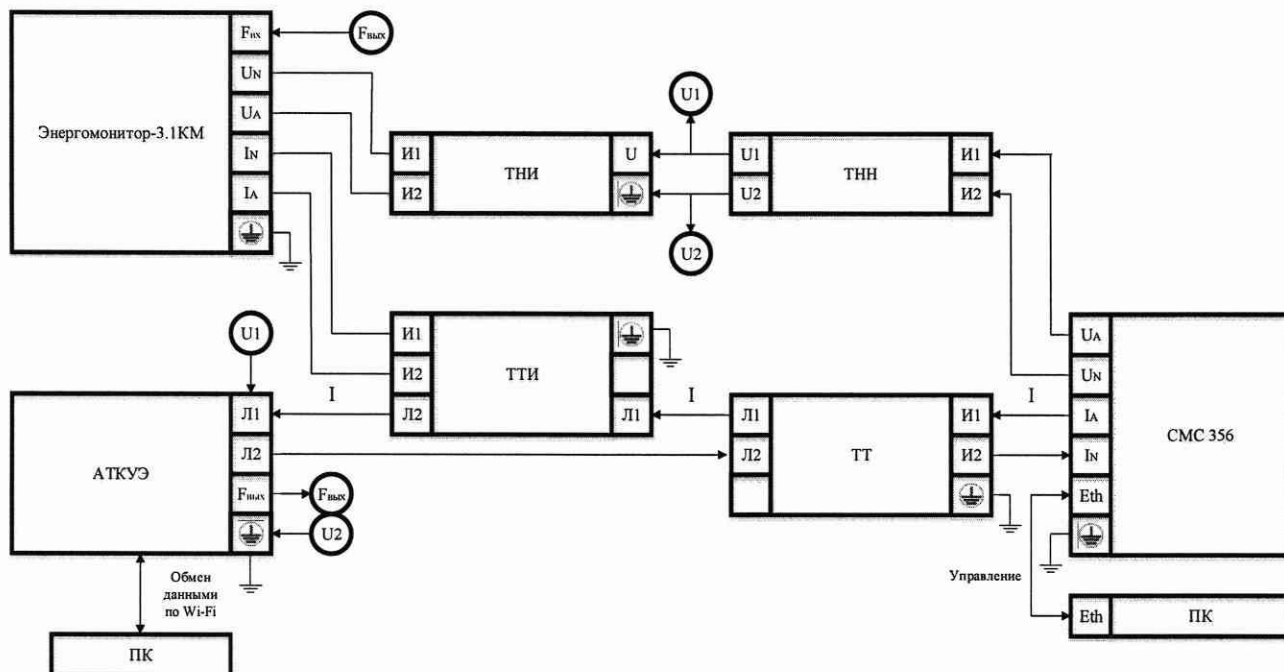 Энергомонитор-3.1КМ
Fвх
UN
UA
IN
IA
Fвых
U1
U2
И1
И2
ТНИ
U
U1
U2
ТНН
И1
И2
U1
И1
И2
Л2
ТТИ
Л1
I
I
I
АТКУЭ
Л1
Л2
Fвых
Fвых
U2
Л1
Л2
ТТ
И1
И2
UA
UN
IA
IN
Eth
СМС 356
Обмен
данными
по Wi-Fi
Управление
ПК
Eth
ПК